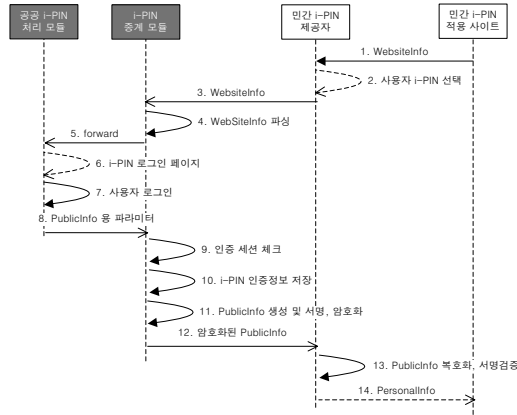 공공 i-PIN
처리 모듈
i-PIN
중계 모듈
민간 i-PIN
제공자
민간 i-PIN
적용 사이트
1. WebsiteInfo
2. 사용자 i-PIN 선택
3. WebsiteInfo
4. WebSiteInfo 파싱
5. forward
6. i-PIN 로그인 페이지
7. 사용자 로그인
8. PublicInfo 용 파라미터
9. 인증 세션 체크
10. i-PIN 인증정보 저장
11. PublicInfo 생성 및 서명, 암호화
12. 암호화된 PublicInfo
13. PublicInfo 복호화, 서명검증
14. PersonalInfo